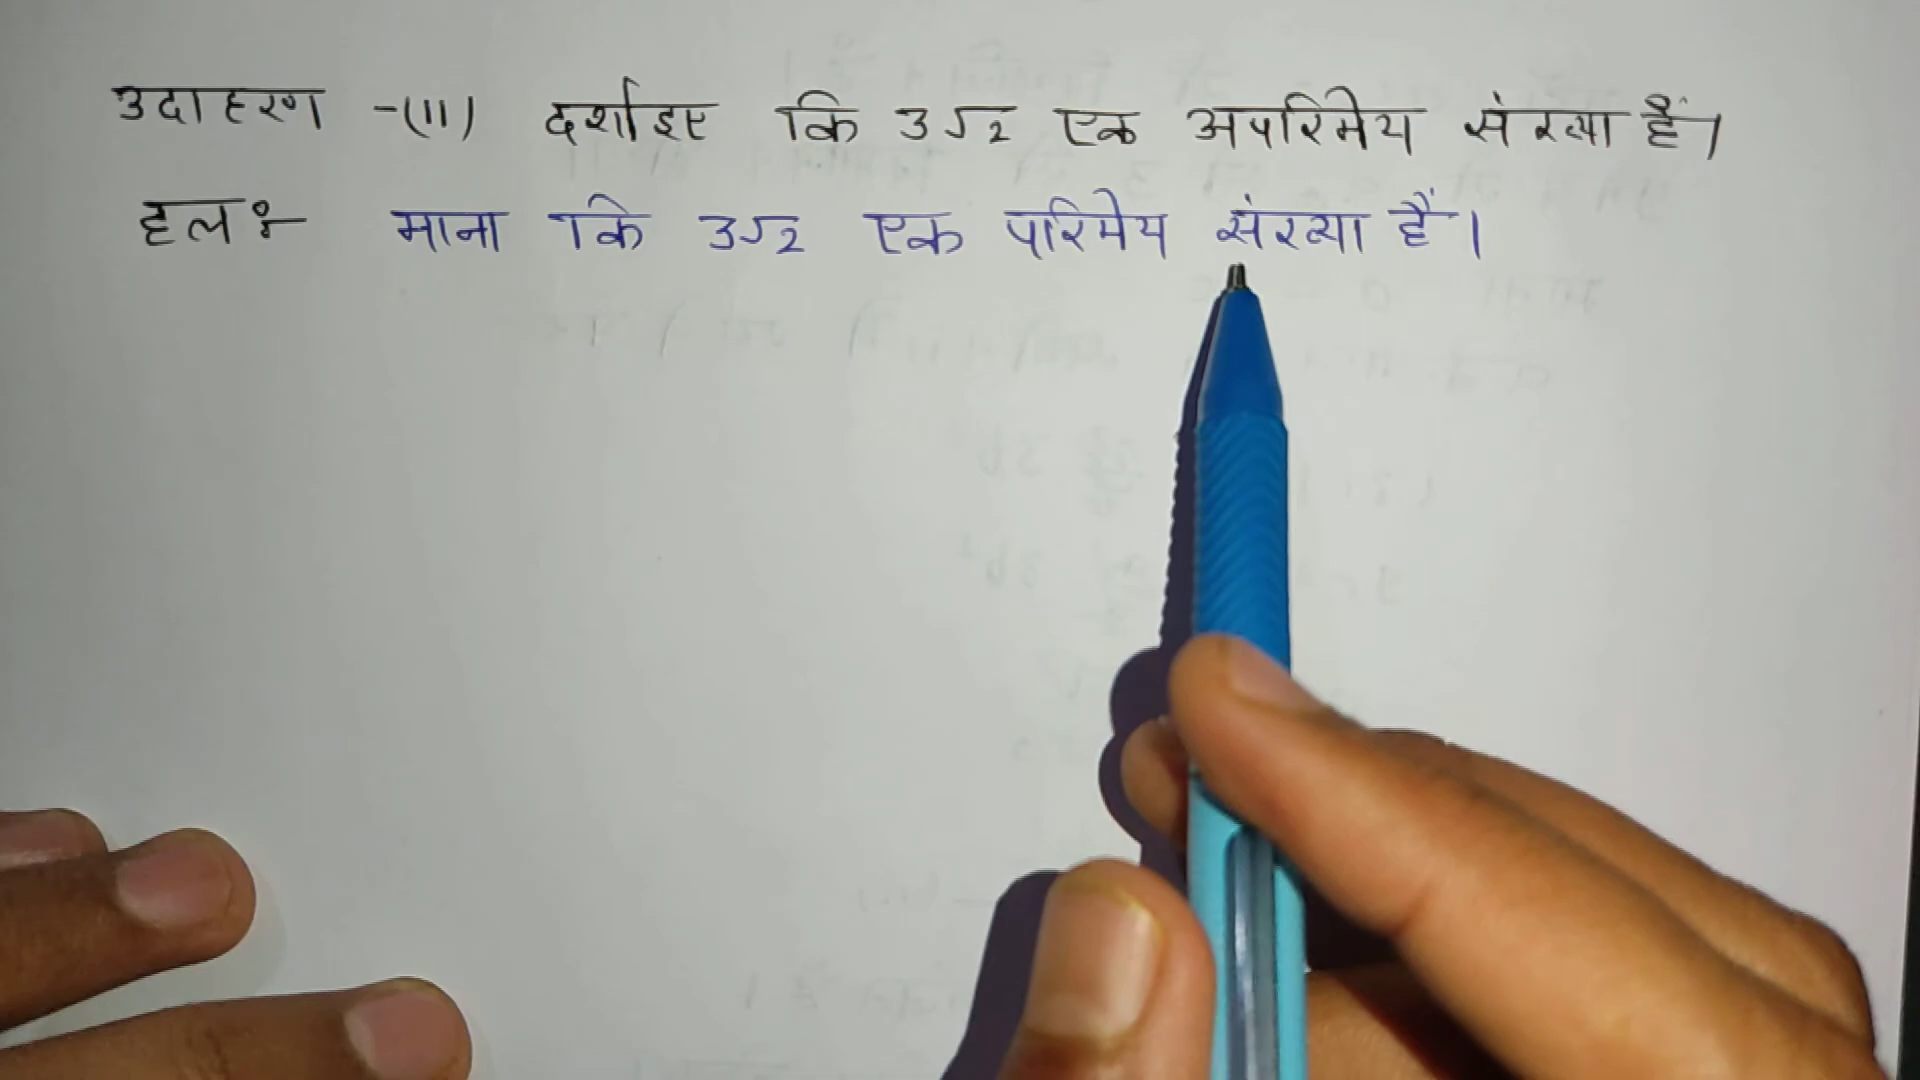 उदाहरण -(11) दर्शाइए कि 3√2 एक अपरिमेय संख्या हैं।
हल :- माना कि 3√2 एक परिमेय संख्या हैं।